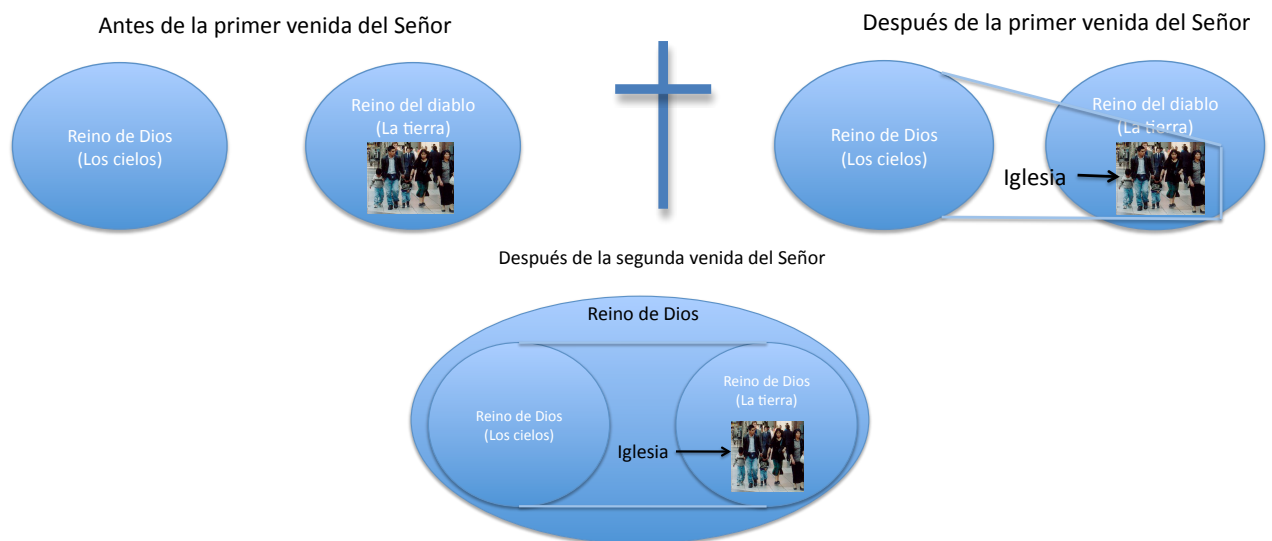 Antes de la primer venida del Señor
Reino de Dios
(Los cielos)
Reino del diablo
(La tierra)
Después de la primer venida del Señor
Reino de Dios
(Los cielos)
Reino del diablo
(La tierra)
Iglesia
Después de la segunda venida del Señor
Reino de Dios
Reino de Dios
(Los cielos)
Reino de Dios
(La tierra)
Iglesia